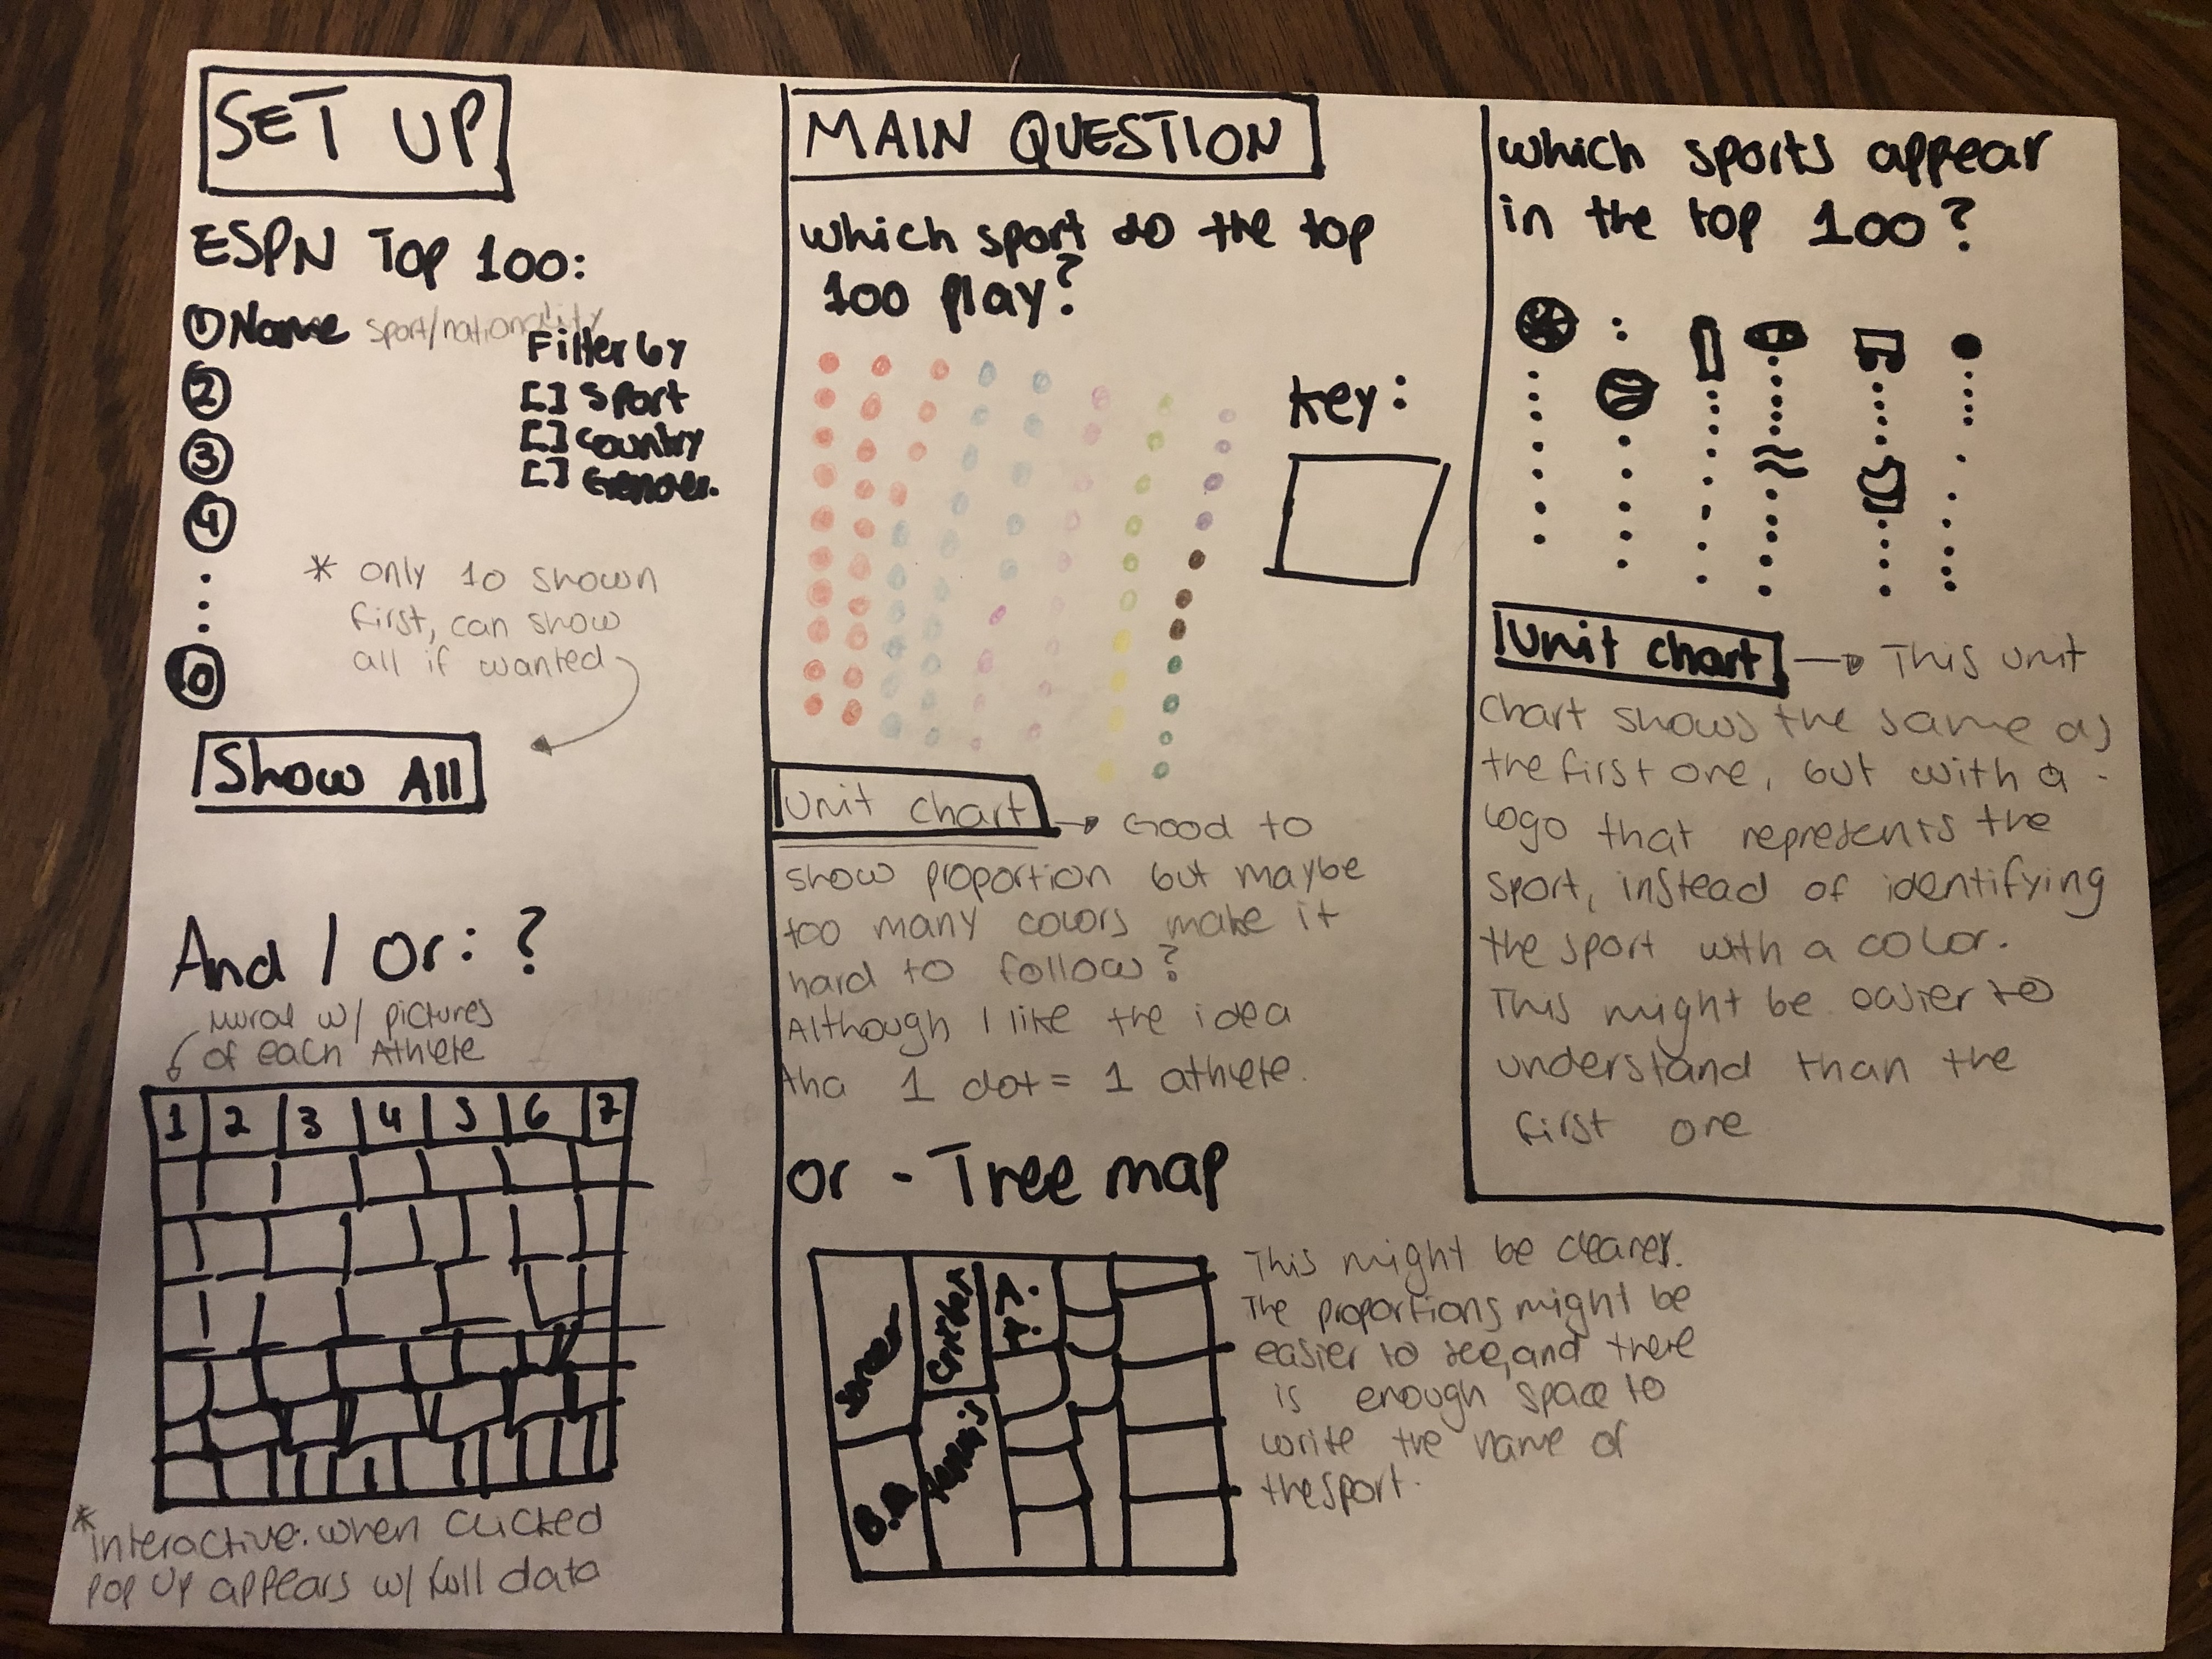 SET UP
ESPN Top 100:
1 Name sport/nationality
2
3
4
10
Filter by
[ ] Sport
[ ] Country
[ ] Gender.
* only 10 shown
first, can show
all if wanted
Show All
And / or: ?
Mural w/ pictures
of each Athlete
1 2 3 4 5 6 7
* interactive: when clicked
pop up appears w/ full data
MAIN QUESTION
which sport do the top
100 play?
key:
Unit chart → Good to
show proportion but maybe
too many colors make it
hard to follow?
Although I like the idea
tha 1 dot = 1 athlete.
or - Tree map
Soccer
Cricket
Tennis
This might be clearer.
The proportions might be
easier to see, and there
is enough space to
write the name of
the sport.
which sports appear
in the top 100?
Unit chart → This unit
chart shows the same as
the first one, but with a
logo that represents the
sport, instead of identifying
the sport with a color.
This might be easier to
understand than the
first one